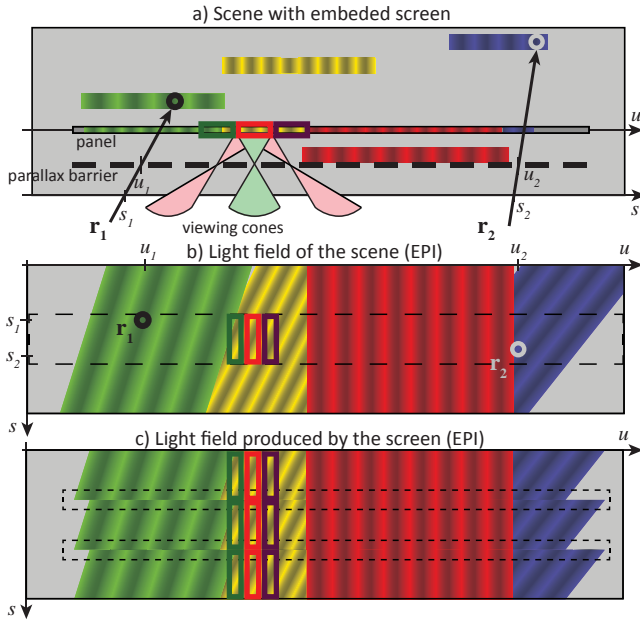 a) Scene with embeded screen
u
panel
parallax barrier
u1
u2
s1
s2
s
r1
r2
viewing cones
u1
u2
b) Light field of the scene (EPI)
u
s1
r1
s2
r2
s
c) Light field produced by the screen (EPI)
u
s